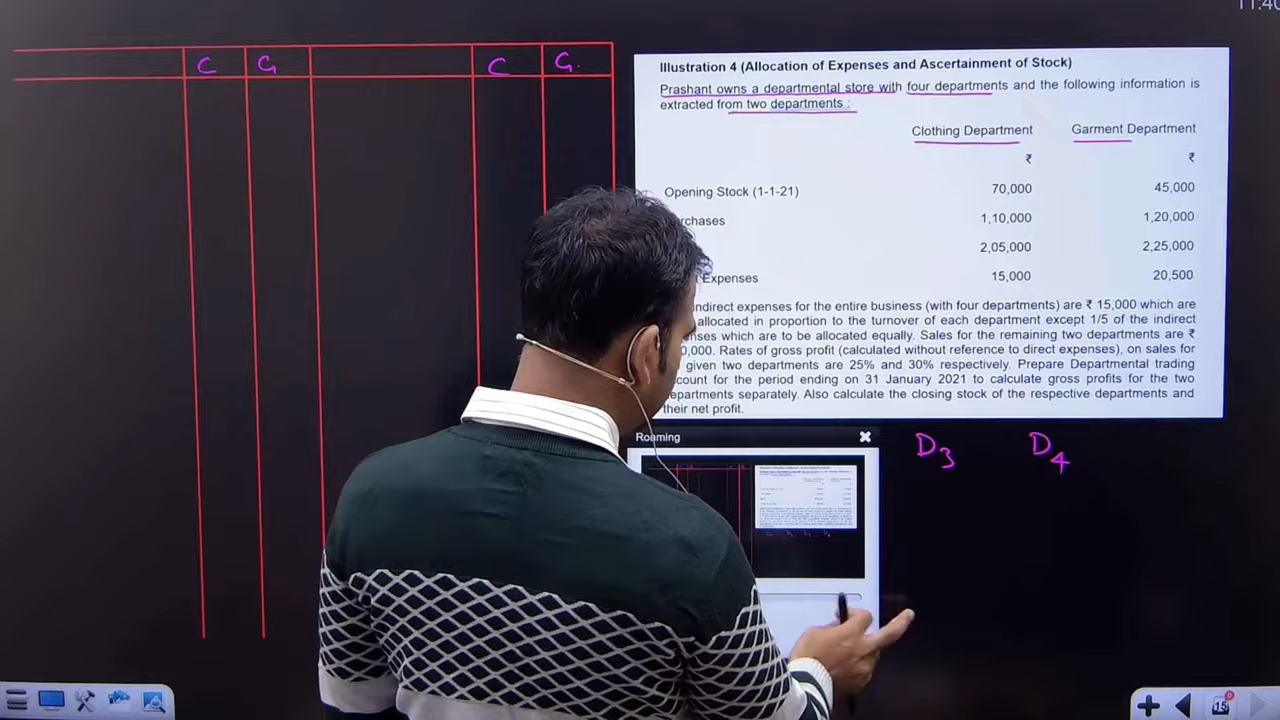 11:40
C G C G.
Illustration 4 (Allocation of Expenses and Ascertainment of Stock)
Prashant owns a departmental store with four departments and the following information is
extracted from two departments :
Clothing Department Garment Department
₹ ₹
Opening Stock (1-1-21) 70,000 45,000
rchases 1,10,000 1,20,000
2,05,000 2,25,000
Expenses 15,000 20,500
indirect expenses for the entire business (with four departments) are ₹ 15,000 which are
allocated in proportion to the turnover of each department except 1/5 of the indirect
nses which are to be allocated equally. Sales for the remaining two departments are ₹
0,000. Rates of gross profit (calculated without reference to direct expenses), on sales for
given two departments are 25% and 30% respectively. Prepare Departmental trading
count for the period ending on 31 January 2021 to calculate gross profits for the two
epartments separately. Also calculate the closing stock of the respective departments and
their net profit.
Roaming
D3 D4
15